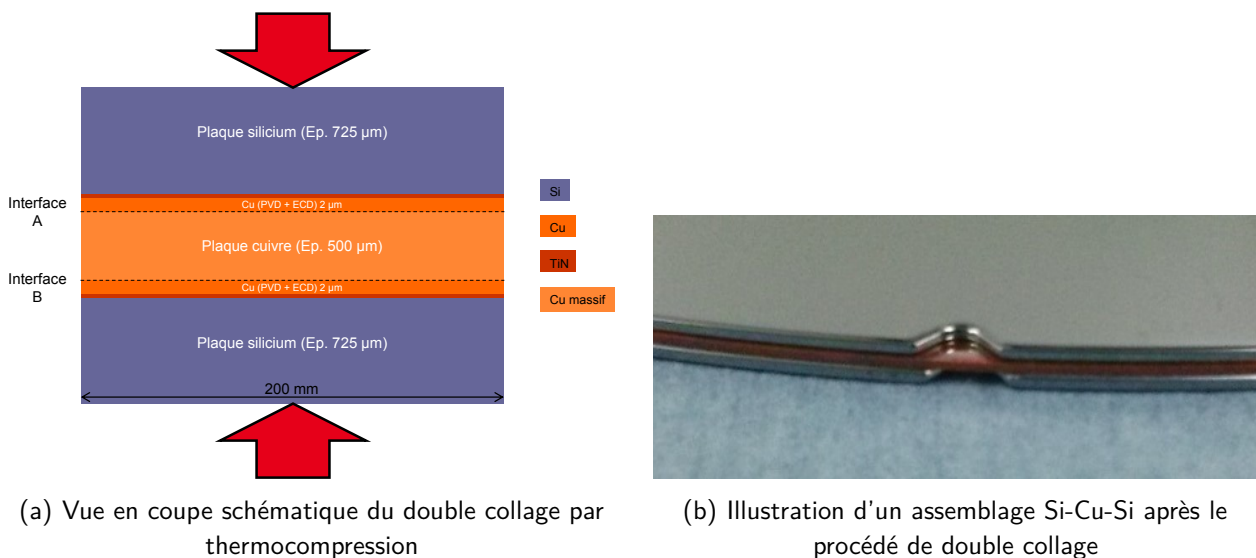 Plaque silicium (Ep. 725 µm)
Interface
A
Cu (PVD + ECD) 2 µm
Plaque cuivre (Ep. 500 µm)
Interface
B
Cu (PVD + ECD) 2 µm
Plaque silicium (Ep. 725 µm)
200 mm
Si
Cu
TiN
Cu massif
(a) Vue en coupe schématique du double collage par
thermocompression
(b) Illustration d'un assemblage Si-Cu-Si après le
procédé de double collage